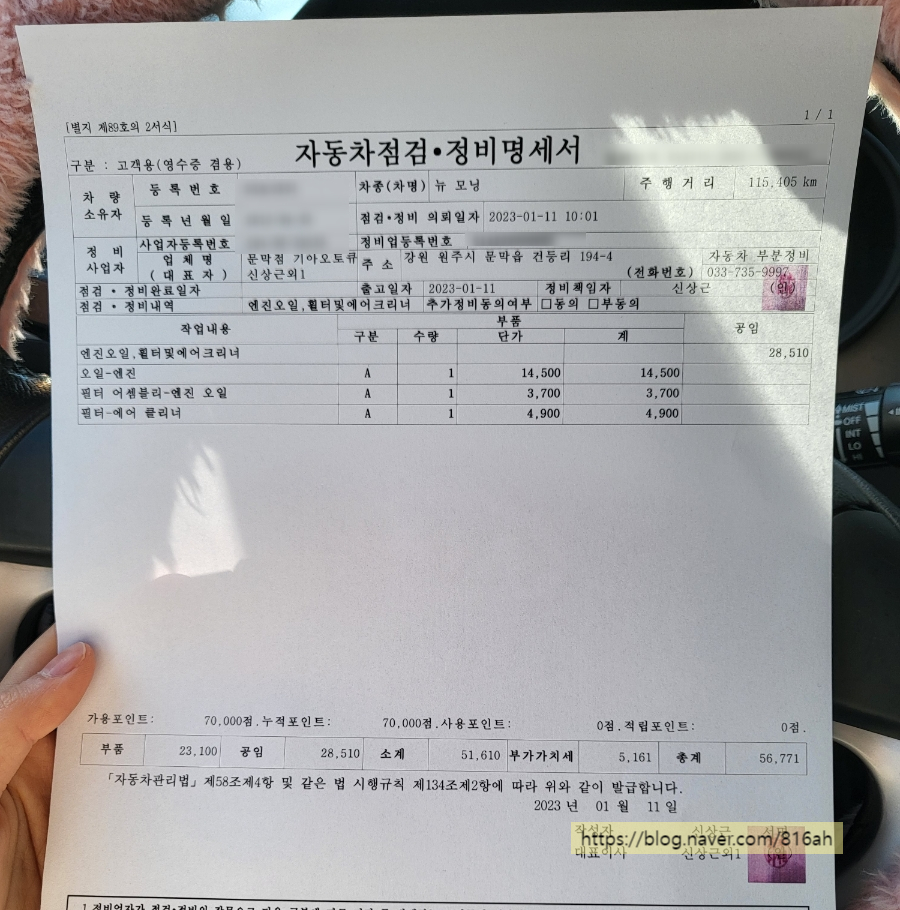 [별지 제89호의 2서식]
1 / 1
구분 : 고객용(영수증 겸용)
자동차점검•정비명세서
차 량 소유자
등 록 번 호
차종(차명) 뉴 모닝
주 행 거 리 115,405 km
등 록 년 월 일
점검•정비 의뢰일자 2023-01-11 10:01
정 비 사업자
사업자등록번호
정비업등록번호
업 체 명 문막점 기아오토큐
주 소 강원 원주시 문막읍 건등리 194-4
자동차 부분정비
( 대 표 자 ) 신상근외1
(전화번호) 033-735-9997
점검 • 정비완료일자
출고일자 2023-01-11
정비책임자 신상근 (인)
점검 • 정비내역 엔진오일,휠터및에어크리너
추가정비동의여부 □동의 □부동의
작업내용 부품 공임
구분 수량 단가 계
엔진오일,휠터및에어크리너 28,510
오일-엔진 A 1 14,500 14,500
필터 어셈블리-엔진 오일 A 1 3,700 3,700
필터-에어 클리너 A 1 4,900 4,900
가용포인트: 70,000점.누적포인트: 70,000점.사용포인트: 0점.적립포인트: 0점.
부품 23,100 공임 28,510 소계 51,610 부가가치세 5,161 총계 56,771
「자동차관리법」제58조제4항 및 같은 법 시행규칙 제134조제2항에 따라 위와 같이 발급합니다.
2023 년 01 월 11 일
작성자 신상근
https://blog.naver.com/816ah
대표이사 신상근외1 (인)